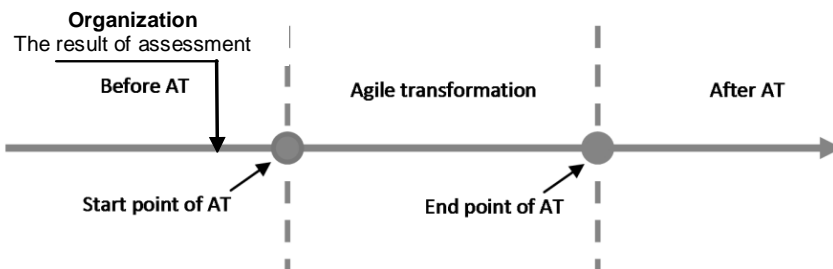 Organization
The result of assessment
Before AT
Agile transformation
After AT
Start point of AT
End point of AT